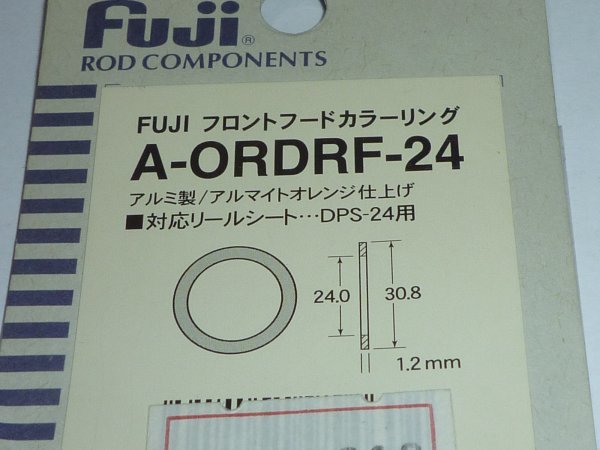 Fuji®
ROD COMPONENTS
FUJI フロントフードカラーリング
A-ORDRF-24
アルミ製/アルマイトオレンジ仕上げ
■対応リールシート…DPS-24用
24.0
30.8
1.2mm